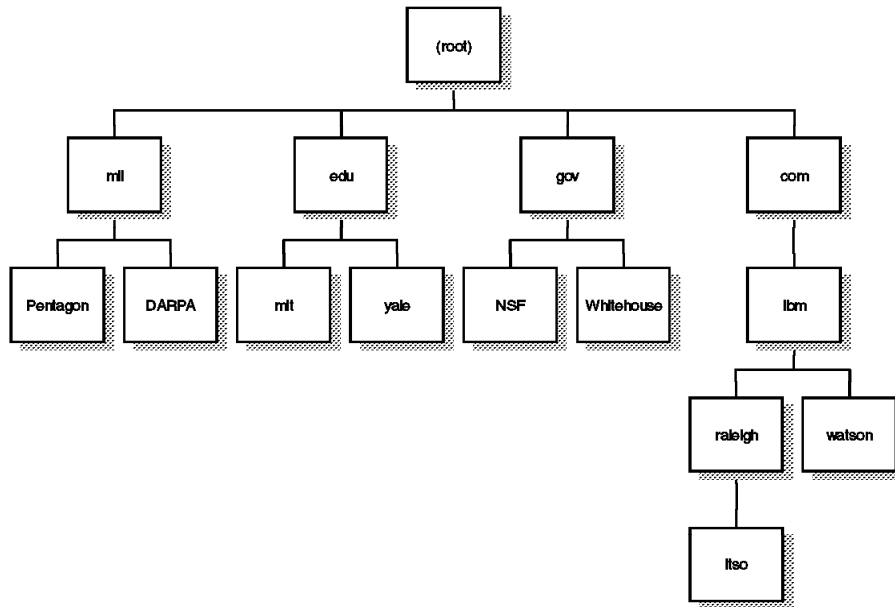 (root)
mil
edu
gov
com
Pentagon
DARPA
mit
yale
NSF
Whitehouse
ibm
raleigh
watson
itso